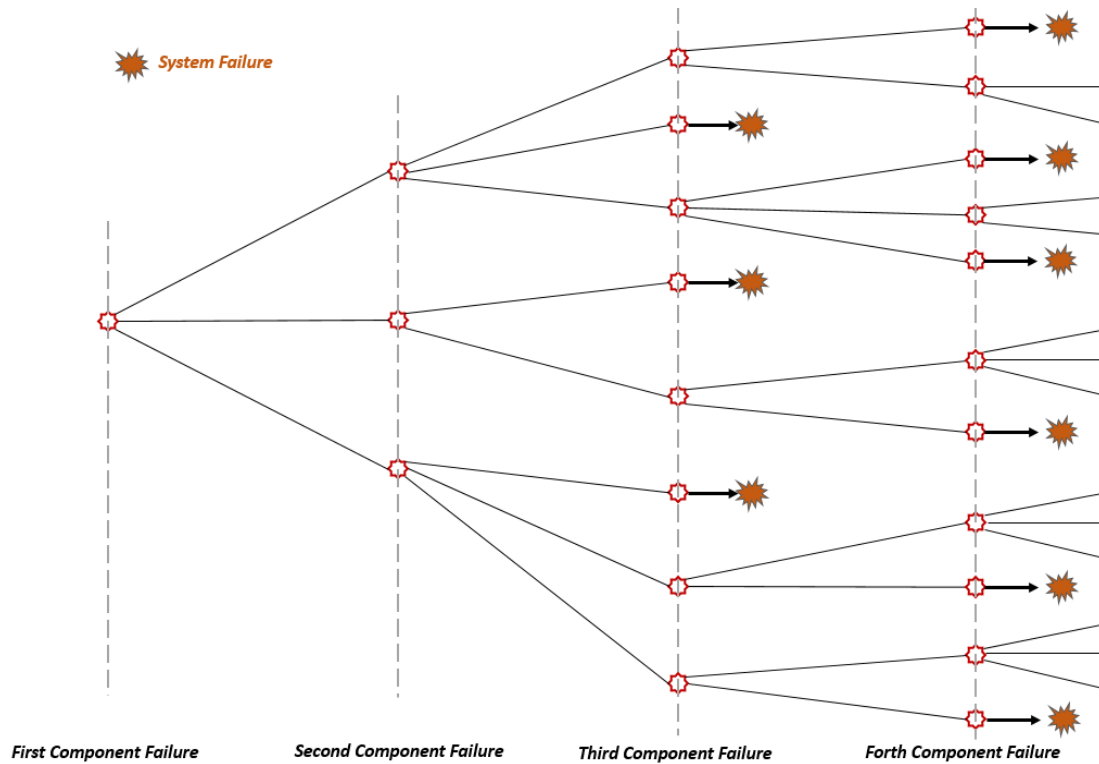 System Failure
First Component Failure
Second Component Failure
Third Component Failure
Forth Component Failure